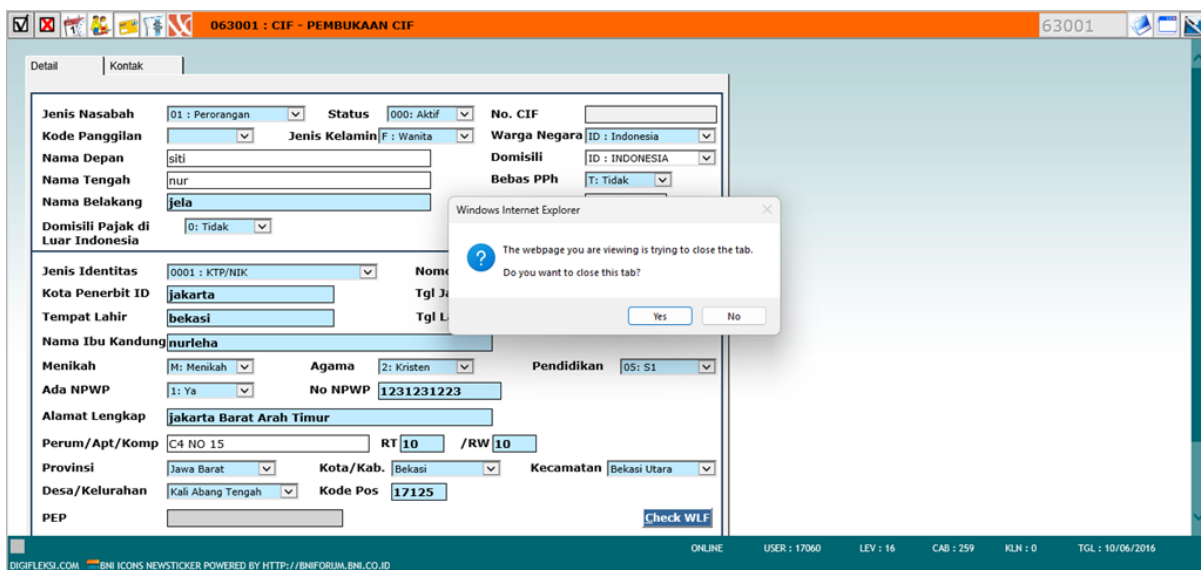 063001 : CIF - PEMBUKAAN CIF 63001
Detail Kontak
Jenis Nasabah 01 : Perorangan Status 000: Aktif No. CIF
Kode Panggilan Jenis Kelamin F : Wanita Warga Negara ID : Indonesia
Nama Depan siti Domisili ID : INDONESIA
Nama Tengah nur Bebas PPh T: Tidak
Nama Belakang jela
Domisili Pajak di
Luar Indonesia 0: Tidak
Windows Internet Explorer
The webpage you are viewing is trying to close the tab.
Do you want to close this tab?
Yes No
Jenis Identitas 0001 : KTP/NIK Nomo
Kota Penerbit ID jakarta Tgl Ja
Tempat Lahir bekasi Tgl L
Nama Ibu Kandung nurleha
Menikah M: Menikah Agama 2: Kristen Pendidikan 05: S1
Ada NPWP 1: Ya No NPWP 1231231223
Alamat Lengkap jakarta Barat Arah Timur
Perum/Apt/Komp C4 NO 15 RT 10 /RW 10
Provinsi Jawa Barat Kota/Kab. Bekasi Kecamatan Bekasi Utara
Desa/Kelurahan Kali Abang Tengah Kode Pos 17125
PEP Check WLF
ONLINE USER : 17060 LEV : 16 CAB : 259 KLN : 0 TGL : 10/06/2016
DIGIFLEKSI.COM BNI ICONS NEWSTICKER POWERED BY HTTP://BNIFORUM.BNI.CO.ID